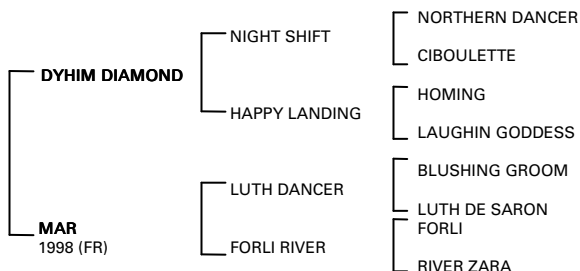 NORTHERN DANCER
NIGHT SHIFT
CIBOULETTE
DYHIM DIAMOND
HOMING
HAPPY LANDING
LAUGHIN GODDESS
BLUSHING GROOM
LUTH DANCER
LUTH DE SARON
MAR
FORLI
1998 (FR)
FORLI RIVER
RIVER ZARA